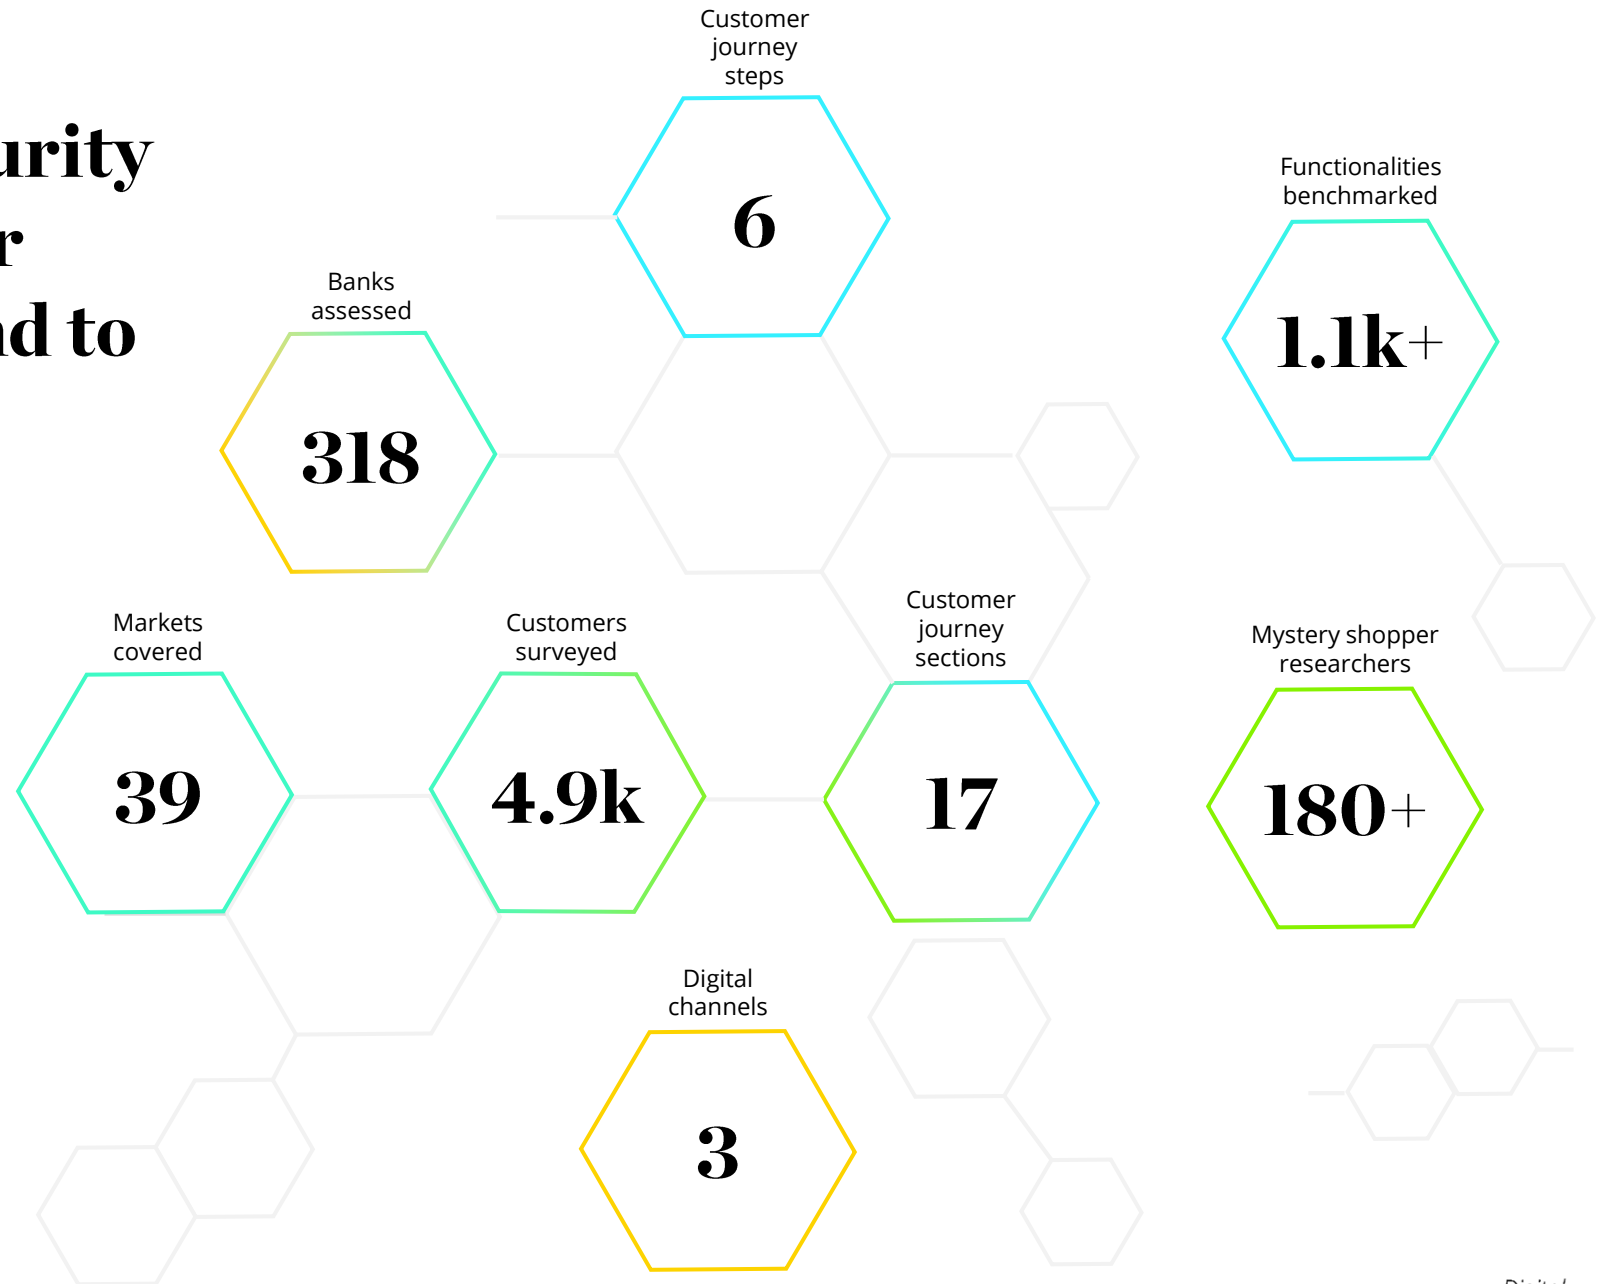 urity
r
nd to
Customer
journey
steps
6
Functionalities
benchmarked
1.1k+
Banks
assessed
318
Markets
covered
39
Customers
surveyed
4.9k
Customer
journey
sections
17
Mystery shopper
researchers
180+
Digital
channels
3
Digital